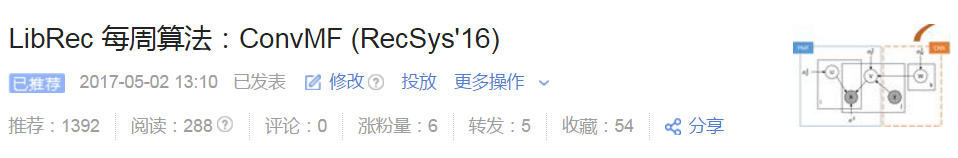 LibRec 每周算法：ConvMF (RecSys'16)
已推荐 2017-05-02 13:10 已发表 修改 ? 投放 更多操作
推荐：1392 阅读：288 ? 评论：0 涨粉量：6 转发：5 收藏：54 分享
PMF CNN